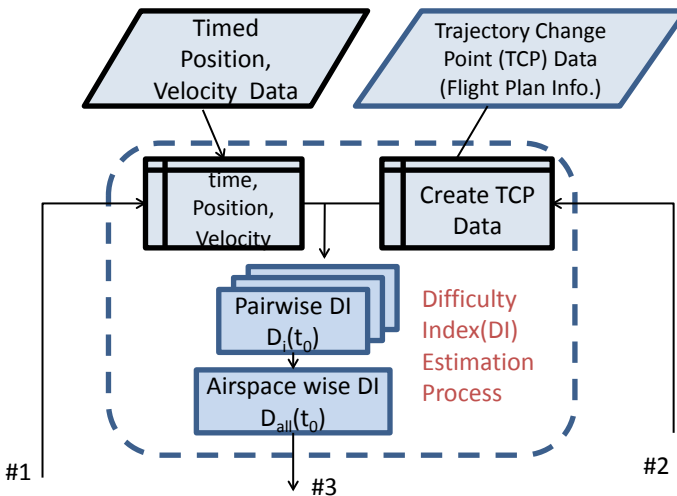 Timed
Position,
Velocity Data
Trajectory Change
Point (TCP) Data
(Flight Plan Info.)
time,
Position,
Velocity
Create TCP
Data
Pairwise DI
Di(t0)
Difficulty
Index(DI)
Estimation
Process
Airspace wise DI
Dall(t0)
#1
#3
#2